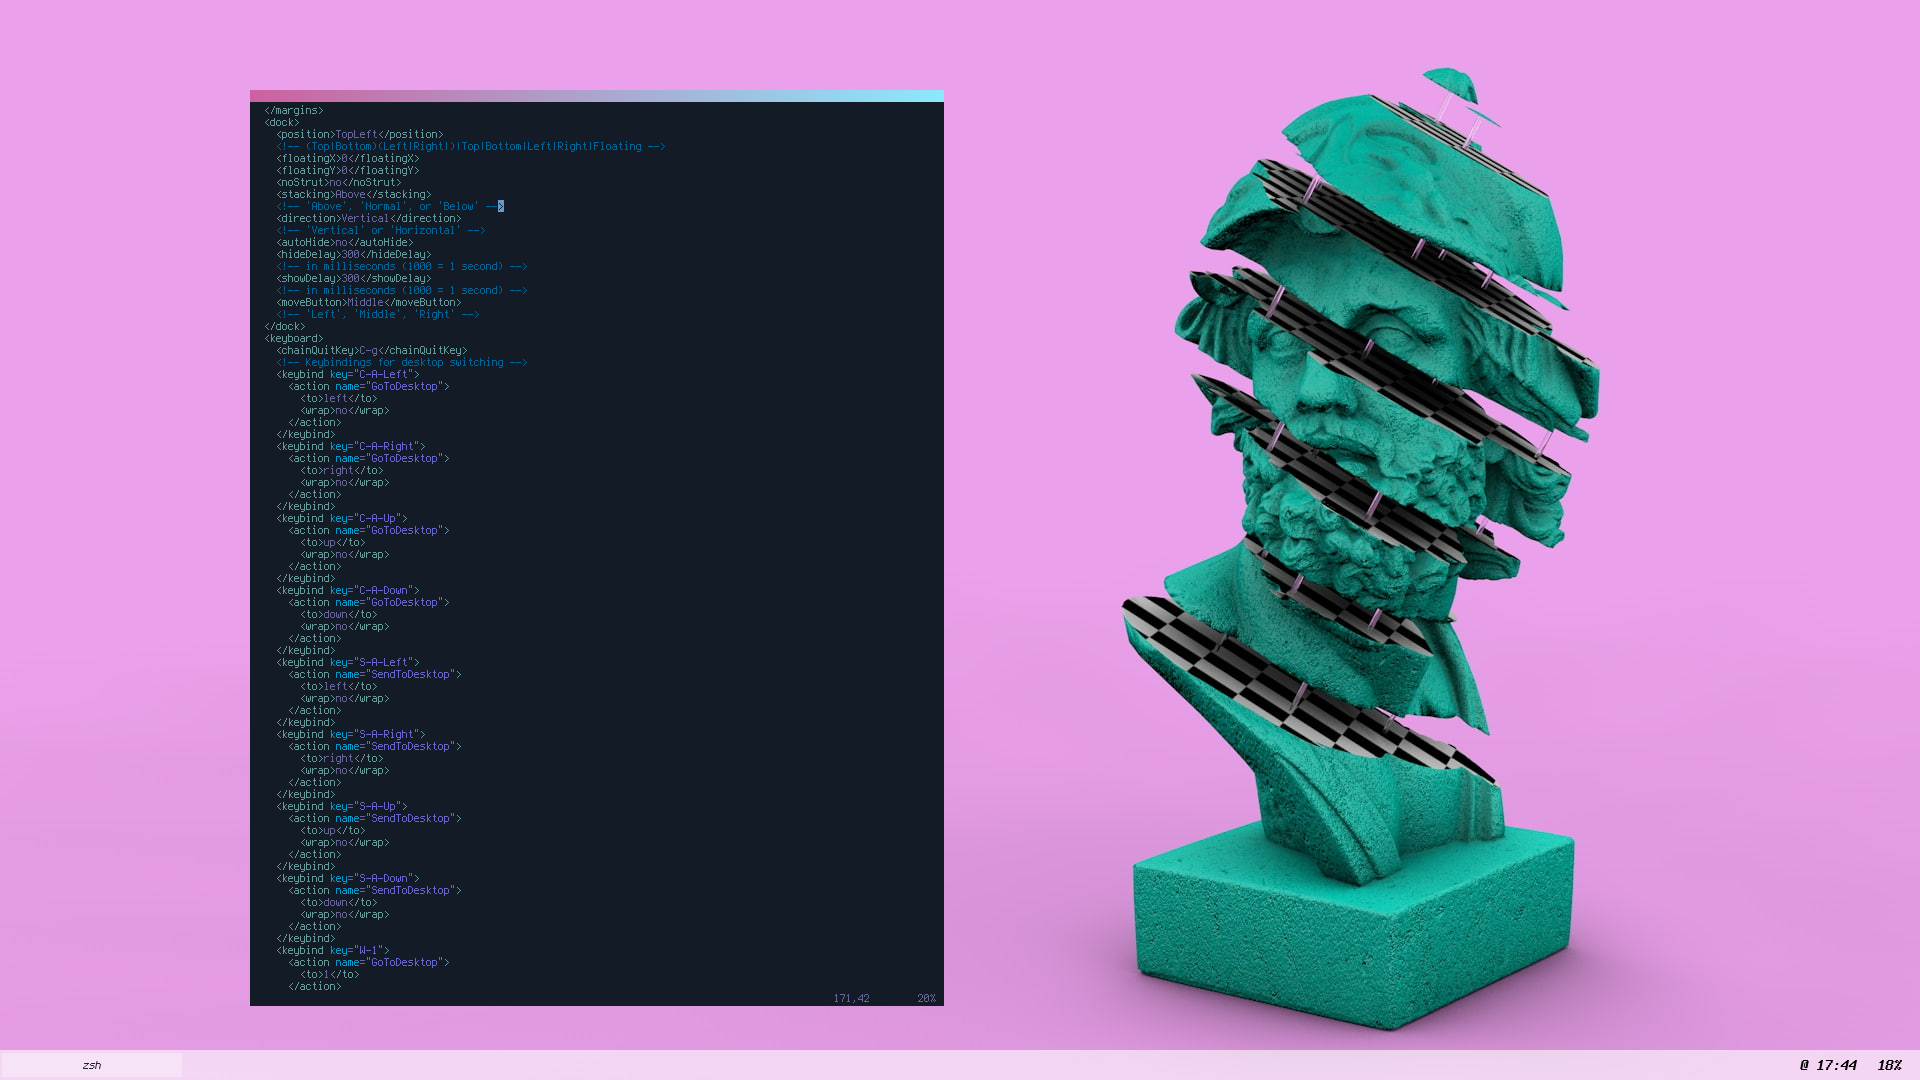 </margins>
<dock>
<position>TopLeft</position>
<!-- (Top|Bottom)(Left|Right|)|Top|Bottom|Left|Right|Floating -->
<floatingX>0</floatingX>
<floatingY>0</floatingY>
<noStrut>no</noStrut>
<stacking>Above</stacking>
<!-- 'Above', 'Normal', or 'Below' -->
<direction>Vertical</direction>
<!-- 'Vertical' or 'Horizontal' -->
<autoHide>no</autoHide>
<hideDelay>300</hideDelay>
<!-- in milliseconds (1000 = 1 second) -->
<showDelay>300</showDelay>
<!-- in milliseconds (1000 = 1 second) -->
<moveButton>Middle</moveButton>
<!-- 'Left', 'Middle', 'Right' -->
</dock>
<keyboard>
<chainQuitKey>C-g</chainQuitKey>
<!-- Keybindings for desktop switching -->
<keybind key="C-A-Left">
<action name="GoToDesktop">
<to>left</to>
<wrap>no</wrap>
</action>
</keybind>
<keybind key="C-A-Right">
<action name="GoToDesktop">
<to>right</to>
<wrap>no</wrap>
</action>
</keybind>
<keybind key="C-A-Up">
<action name="GoToDesktop">
<to>up</to>
<wrap>no</wrap>
</action>
</keybind>
<keybind key="C-A-Down">
<action name="GoToDesktop">
<to>down</to>
<wrap>no</wrap>
</action>
</keybind>
<keybind key="S-A-Left">
<action name="SendToDesktop">
<to>left</to>
<wrap>no</wrap>
</action>
</keybind>
<keybind key="S-A-Right">
<action name="SendToDesktop">
<to>right</to>
<wrap>no</wrap>
</action>
</keybind>
<keybind key="S-A-Up">
<action name="SendToDesktop">
<to>up</to>
<wrap>no</wrap>
</action>
</keybind>
<keybind key="S-A-Down">
<action name="SendToDesktop">
<to>down</to>
<wrap>no</wrap>
</action>
</keybind>
<keybind key="W-1">
<action name="GoToDesktop">
<to>1</to>
</action>
171,42 20%
zsh
@ 17:44 18%